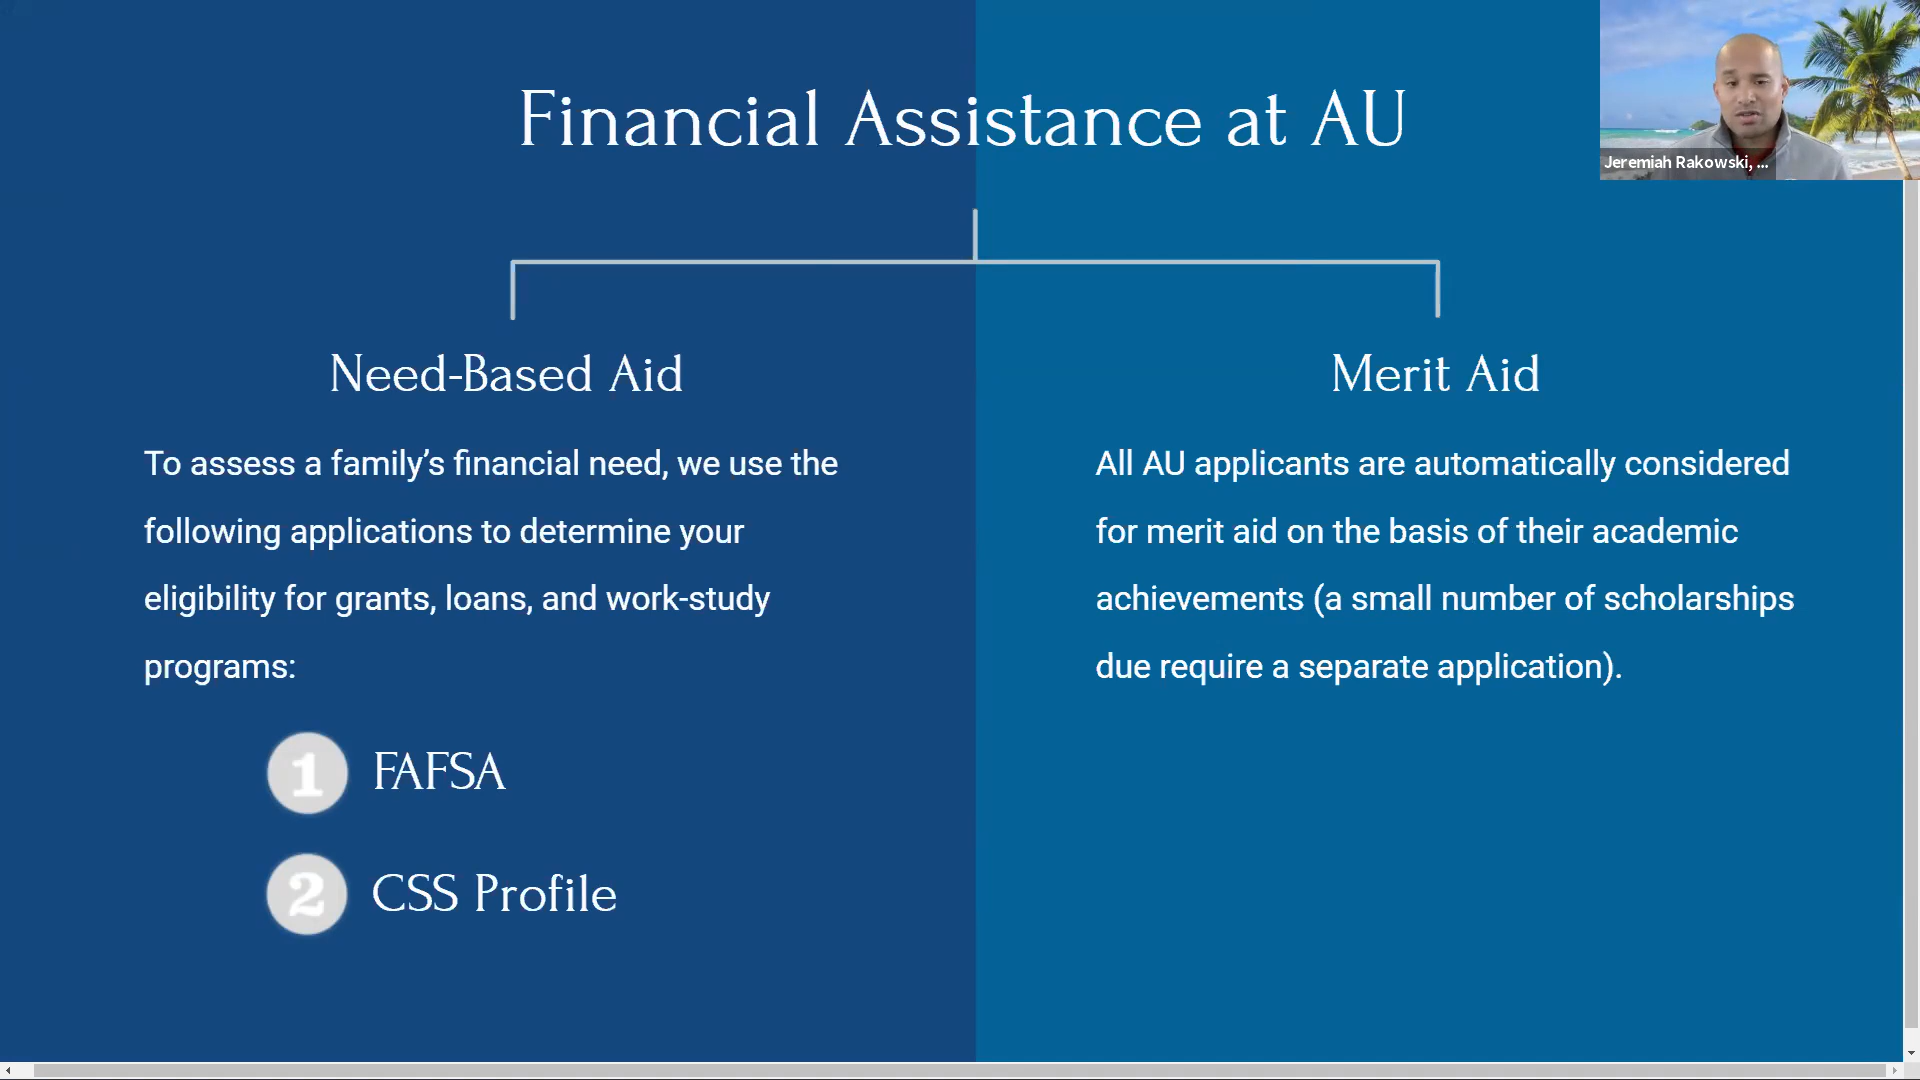 Financial Assistance at AU
Jeremiah Rakowski, ...
Need-Based Aid
To assess a family’s financial need, we use the
following applications to determine your
eligibility for grants, loans, and work-study
programs:
1 FAFSA
2 CSS Profile
Merit Aid
All AU applicants are automatically considered
for merit aid on the basis of their academic
achievements (a small number of scholarships
due require a separate application).